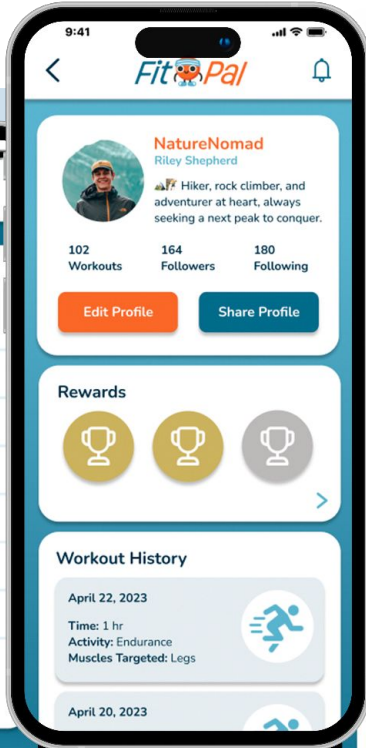 9:41
FitPal
NatureNomad
Riley Shepherd
Hiker, rock climber, and
adventurer at heart, always
seeking a next peak to conquer.
102 164 180
Workouts Followers Following
Edit Profile Share Profile
Rewards
Workout History
April 22, 2023
Time: 1 hr
Activity: Endurance
Muscles Targeted: Legs
April 20, 2023